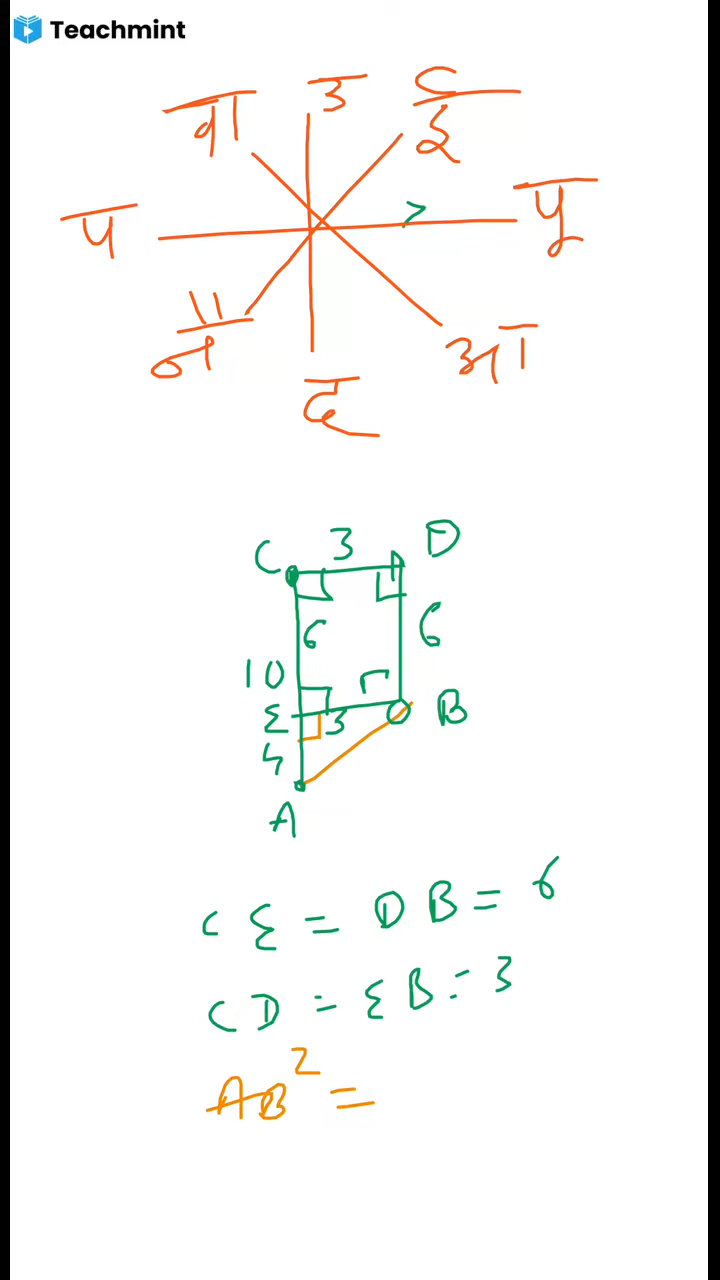 Teachmint
वा उ ई
प पू
नै आ
द
C 3 D
6 6
10
E 3 B
4
A
CE = DB = 6
CD = EB = 3
AB² =